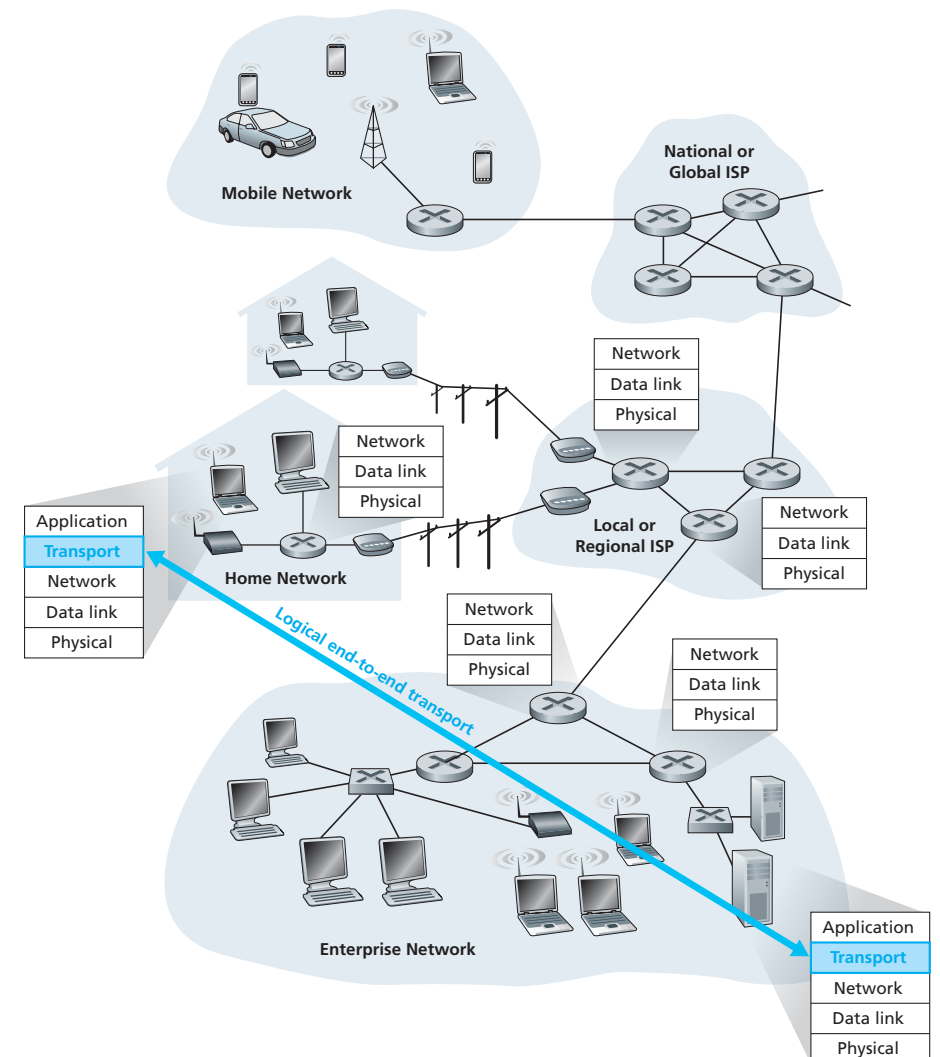 Mobile Network
National or
Global ISP
Network
Data link
Physical
Network
Data link
Physical
Application
Transport
Network
Data link
Physical
Home Network
Local or
Regional ISP
Network
Data link
Physical
Logical end-to-end transport
Network
Data link
Physical
Network
Data link
Physical
Enterprise Network
Application
Transport
Network
Data link
Physical